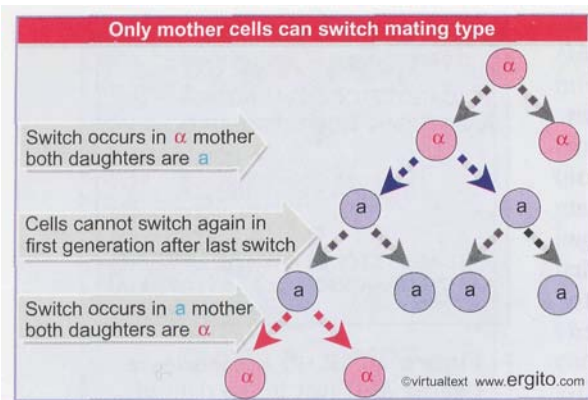 Only mother cells can switch mating type
α
α
α
Switch occurs in α mother
both daughters are a
a
a
Cells cannot switch again in
first generation after last switch
a
a
a
a
Switch occurs in a mother
both daughters are α
α
α
©virtualtext www.ergito.com